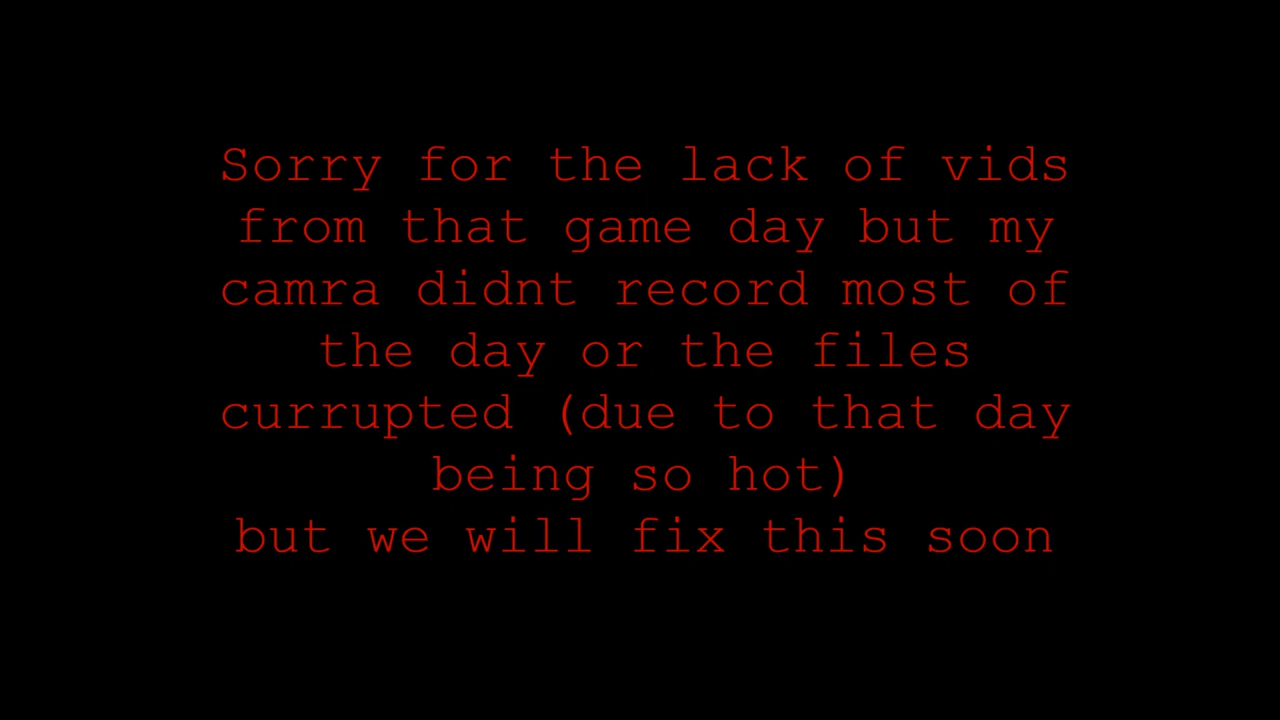 Sorry for the lack of vids
from that game day but my
camra didnt record most of
the day or the files
currupted (due to that day
being so hot)
but we will fix this soon